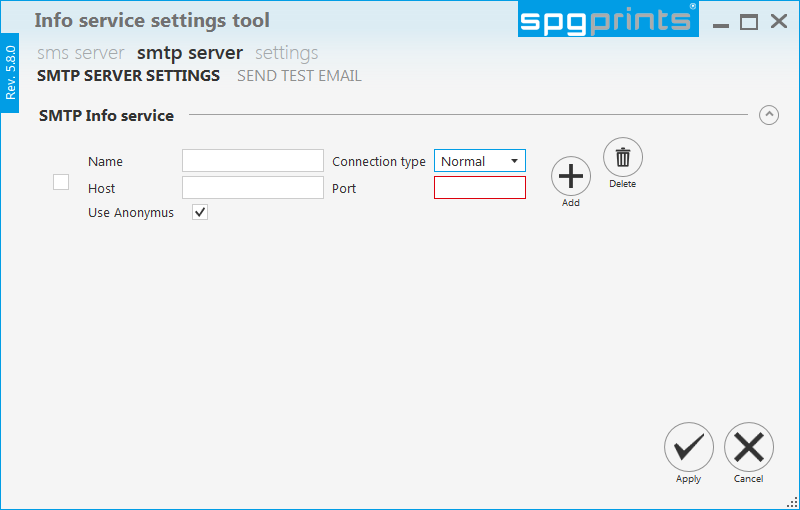 Info service settings tool
spgprints®
Rev. 5.8.0
sms server smtp server settings
SMTP SERVER SETTINGS SEND TEST EMAIL
SMTP Info service
Name Connection type Normal
Host Port
Use Anonymus
Add
Delete
Apply Cancel